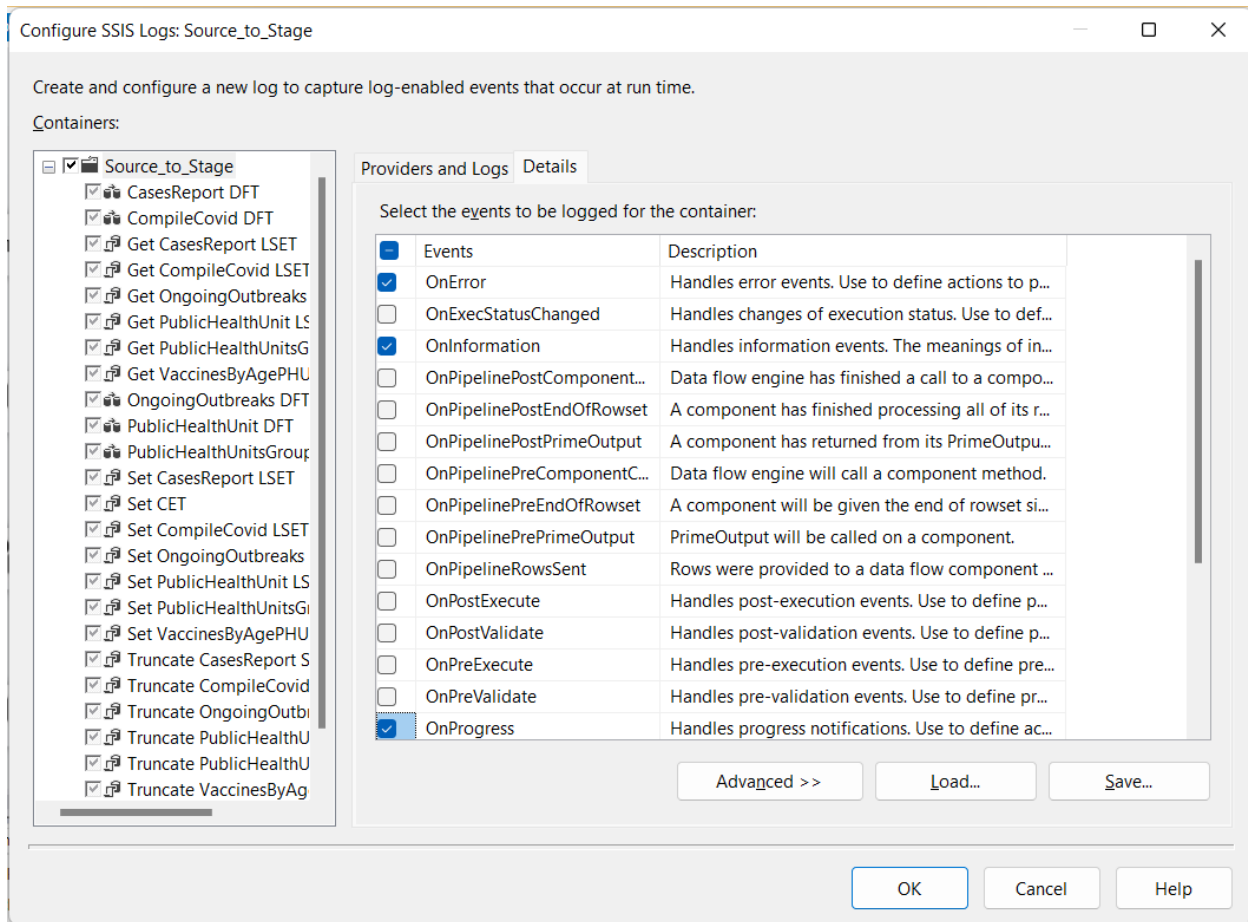 Configure SSIS Logs: Source_to_Stage
Create and configure a new log to capture log-enabled events that occur at run time.
Containers:
Source_to_Stage
CasesReport DFT
CompileCovid DFT
Get CasesReport LSET
Get CompileCovid LSET
Get OngoingOutbreaks
Get PublicHealthUnit LS
Get PublicHealthUnitsG
Get VaccinesByAgePHU
OngoingOutbreaks DFT
PublicHealthUnit DFT
PublicHealthUnitsGroup
Set CasesReport LSET
Set CET
Set CompileCovid LSET
Set OngoingOutbreaks
Set PublicHealthUnit LS
Set PublicHealthUnitsGr
Set VaccinesByAgePHU
Truncate CasesReport S
Truncate CompileCovid
Truncate OngoingOutbr
Truncate PublicHealthU
Truncate PublicHealthU
Truncate VaccinesByAg
Providers and Logs Details
Select the events to be logged for the container:
Events Description
OnError Handles error events. Use to define actions to p...
OnExecStatusChanged Handles changes of execution status. Use to def...
OnInformation Handles information events. The meanings of in...
OnPipelinePostComponent... Data flow engine has finished a call to a compo...
OnPipelinePostEndOfRowset A component has finished processing all of its r...
OnPipelinePostPrimeOutput A component has returned from its PrimeOutpu...
OnPipelinePreComponentC... Data flow engine will call a component method.
OnPipelinePreEndOfRowset A component will be given the end of rowset si...
OnPipelinePrePrimeOutput PrimeOutput will be called on a component.
OnPipelineRowsSent Rows were provided to a data flow component ...
OnPostExecute Handles post-execution events. Use to define p...
OnPostValidate Handles post-validation events. Use to define p...
OnPreExecute Handles pre-execution events. Use to define pre...
OnPreValidate Handles pre-validation events. Use to define pr...
OnProgress Handles progress notifications. Use to define ac...
Advanced >> Load... Save...
OK Cancel Help